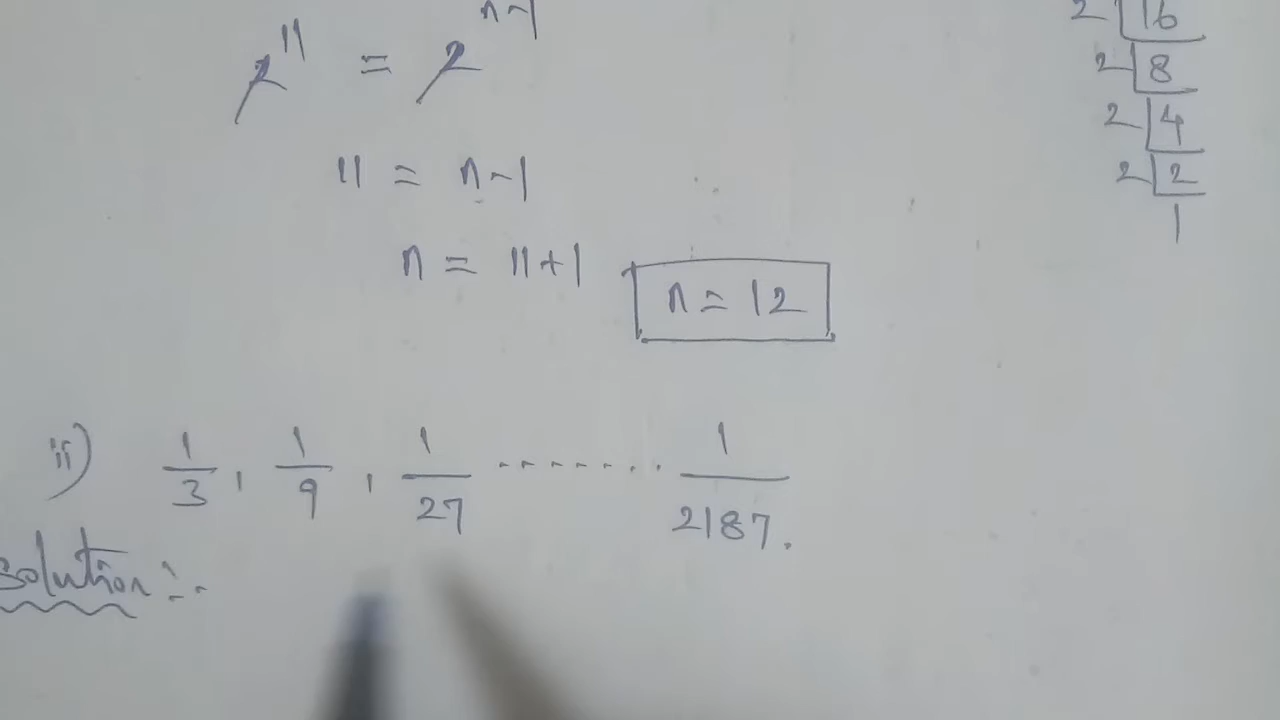 2^11 = 2^n-1
11 = n-1
n = 11+1
n = 12
ii) 1/3, 1/9, 1/27 ........ 1/2187.
Solution:-
2 | 16
2 | 8
2 | 4
2 | 2
1